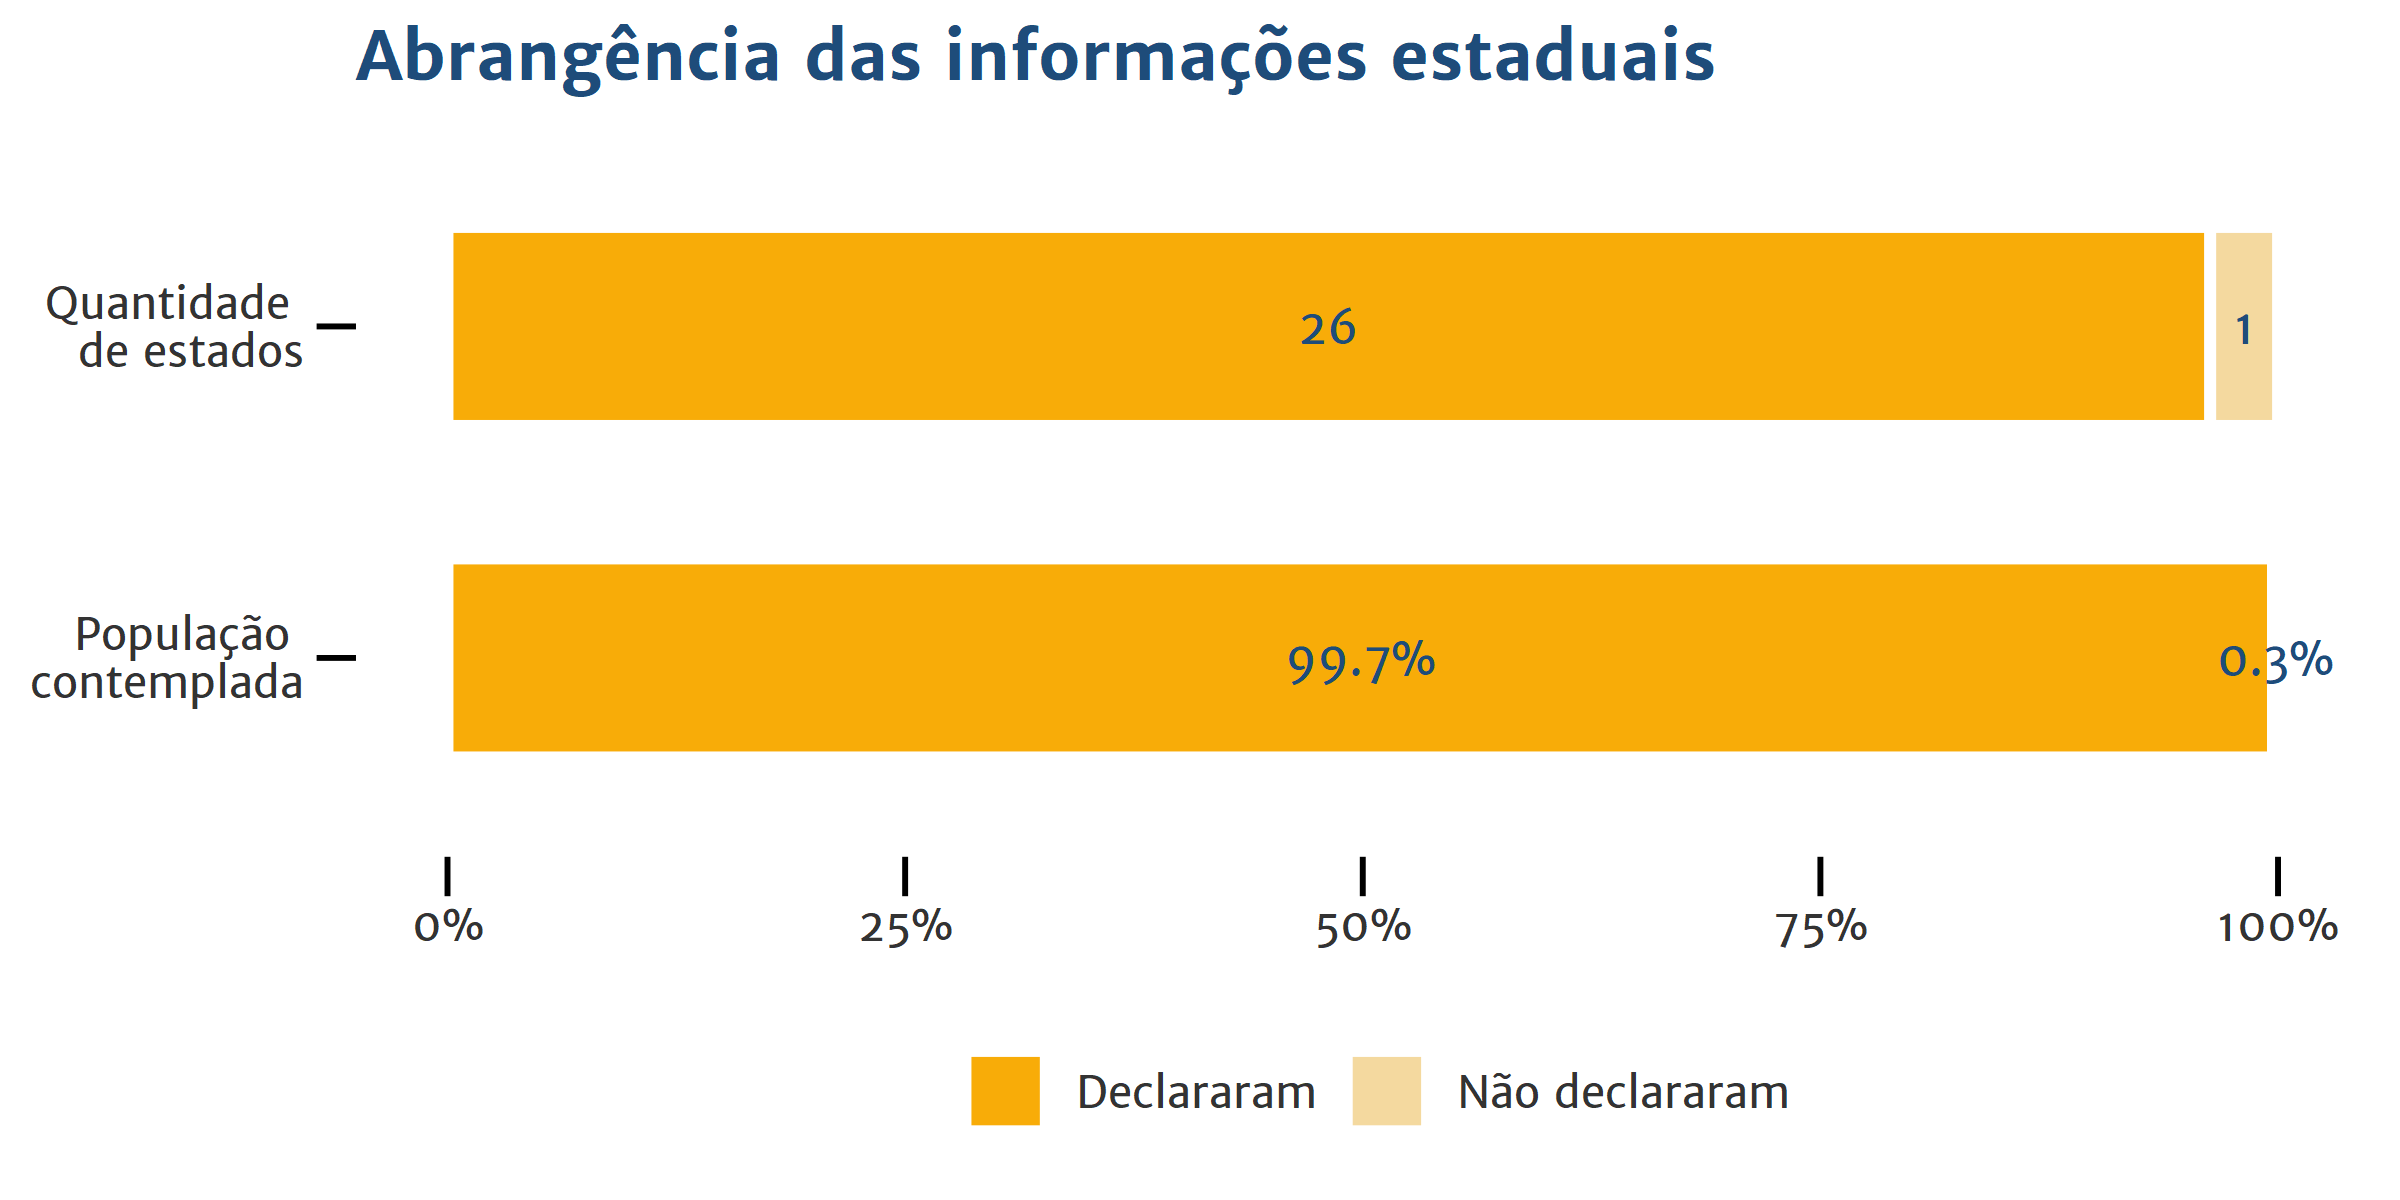 Abrangência das informações estaduais
Quantidade
de estados
26
1
População
contemplada
99.7%
0.3%
0%
25%
50%
75%
100%
Declararam
Não declararam